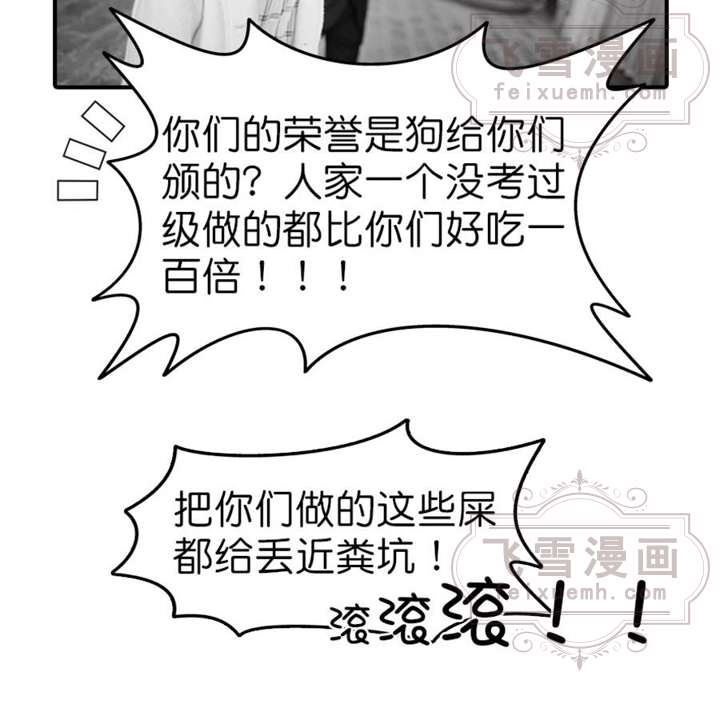 飞雪漫画
feixuemh.com
你们的荣誉是狗给你们
颁的？人家一个没考过
级做的都比你们好吃一
百倍！！！
把你们做的这些屎
都给丢近粪坑！
飞雪漫画
feixuemh.com
滚滚滚！！